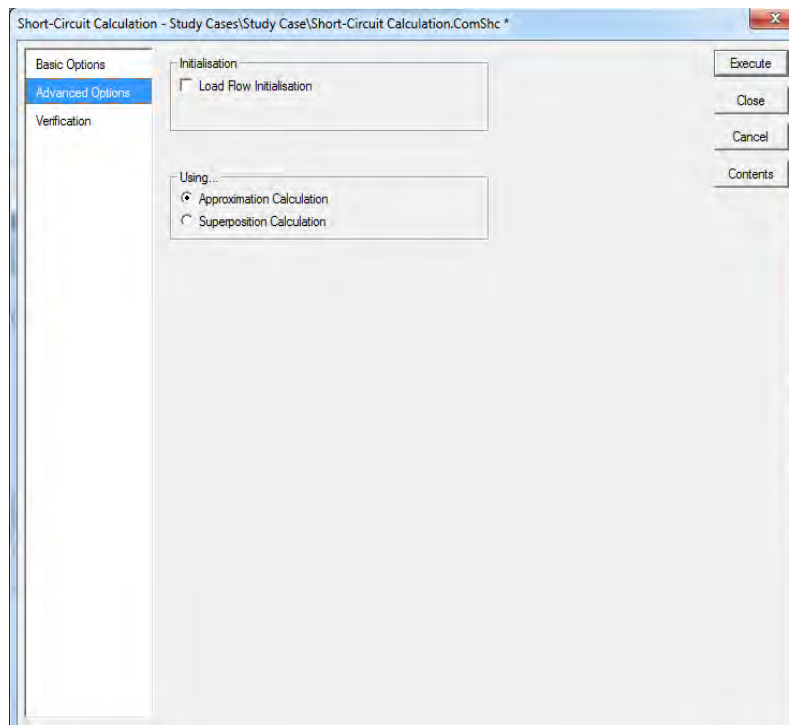 Short-Circuit Calculation - Study Cases\Study Case\Short-Circuit Calculation.ComShc *
Basic Options
Advanced Options
Verification
Initialisation
Load Flow Initialisation
Using...
Approximation Calculation
Superposition Calculation
Execute
Close
Cancel
Contents